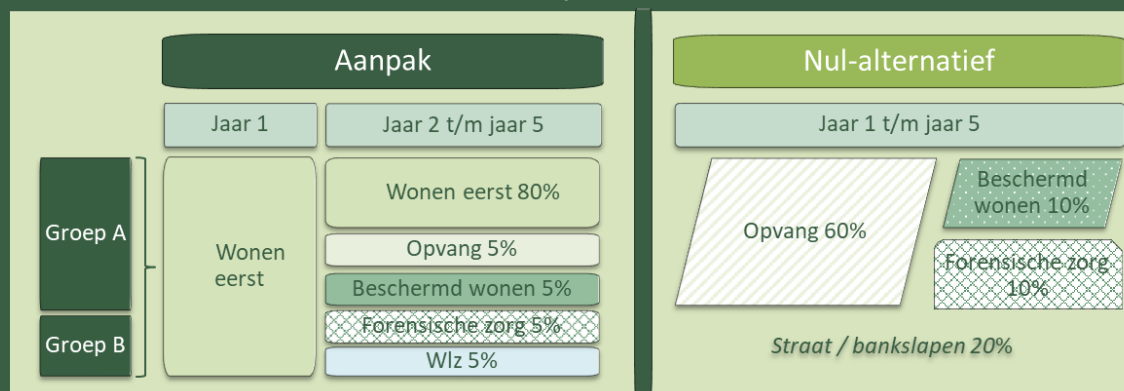 Aanpak
Nul-alternatief
Jaar 1
Jaar 2 t/m jaar 5
Jaar 1 t/m jaar 5
Groep A
Groep B
Wonen
eerst
Wonen eerst 80%
Opvang 5%
Beschermd wonen 5%
Forensische zorg 5%
Wlz 5%
Opvang 60%
Beschermd
wonen 10%
Forensische zorg
10%
Straat / bankslapen 20%